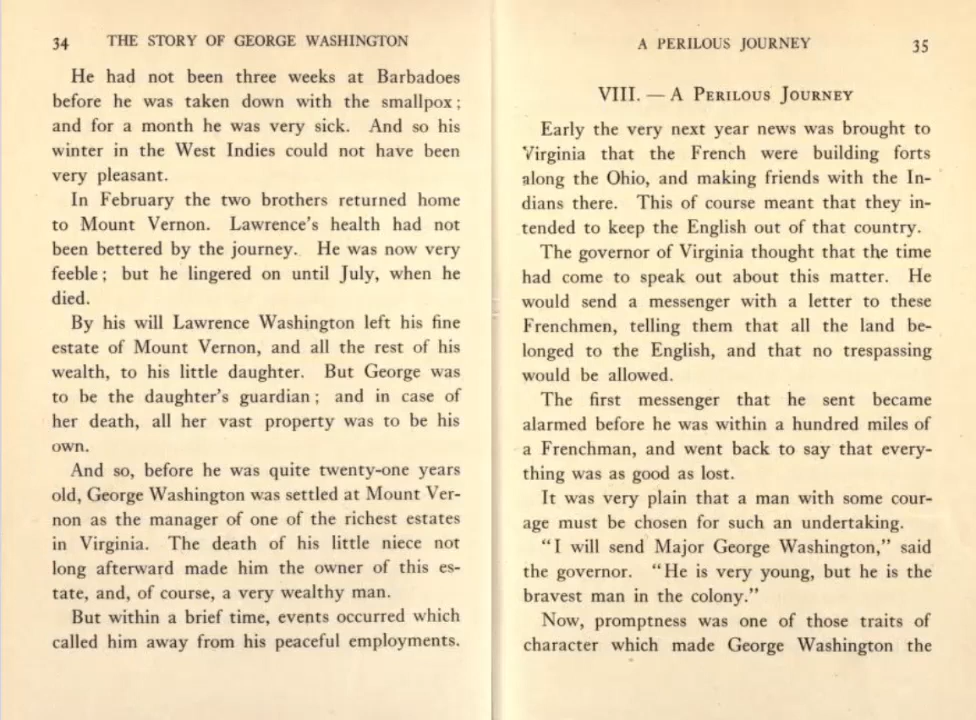 34 THE STORY OF GEORGE WASHINGTON
He had not been three weeks at Barbadoes
before he was taken down with the smallpox;
and for a month he was very sick. And so his
winter in the West Indies could not have been
very pleasant.
In February the two brothers returned home
to Mount Vernon. Lawrence's health had not
been bettered by the journey. He was now very
feeble; but he lingered on until July, when he
died.
By his will Lawrence Washington left his fine
estate of Mount Vernon, and all the rest of his
wealth, to his little daughter. But George was
to be the daughter's guardian; and in case of
her death, all her vast property was to be his
own.
And so, before he was quite twenty-one years
old, George Washington was settled at Mount Ver-
non as the manager of one of the richest estates
in Virginia. The death of his little niece not
long afterward made him the owner of this es-
tate, and, of course, a very wealthy man.
But within a brief time, events occurred which
called him away from his peaceful employments.
A PERILOUS JOURNEY 35
VIII. — A PERILOUS JOURNEY
Early the very next year news was brought to
Virginia that the French were building forts
along the Ohio, and making friends with the In-
dians there. This of course meant that they in-
tended to keep the English out of that country.
The governor of Virginia thought that the time
had come to speak out about this matter. He
would send a messenger with a letter to these
Frenchmen, telling them that all the land be-
longed to the English, and that no trespassing
would be allowed.
The first messenger that he sent became
alarmed before he was within a hundred miles of
a Frenchman, and went back to say that every-
thing was as good as lost.
It was very plain that a man with some cour-
age must be chosen for such an undertaking.
"I will send Major George Washington," said
the governor. "He is very young, but he is the
bravest man in the colony."
Now, promptness was one of those traits of
character which made George Washington the